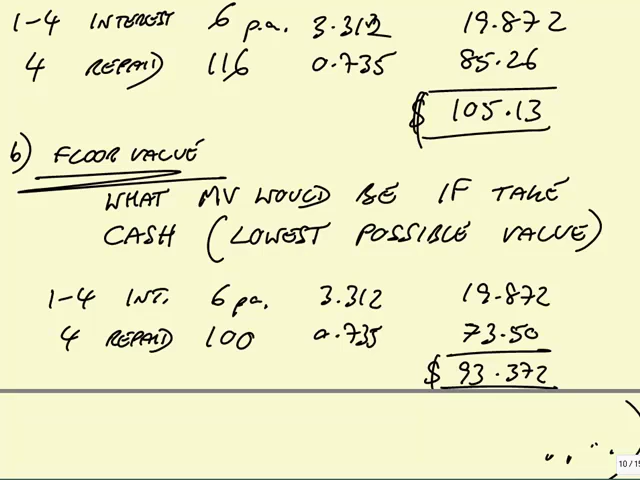 1-4 INTEREST 6 p.a. 3.312 19.872
4 REPAID 116 0.735 85.26
$ 105.13
b) FLOOR VALUE
WHAT MV WOULD BE IF TAKE
CASH (LOWEST POSSIBLE VALUE)
1-4 INT. 6 pa. 3.312 19.872
4 REPAID 100 0.735 73.50
$ 93.372
10 / 15